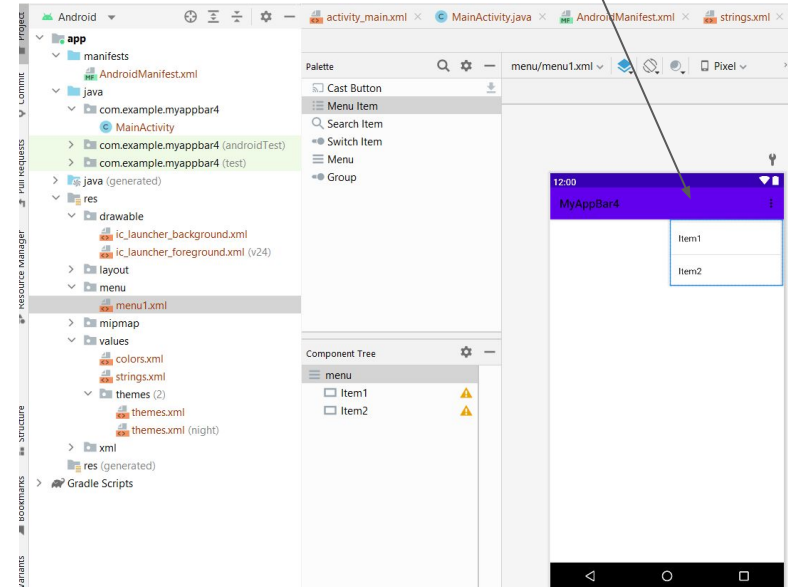 Android
activity_main.xml
MainActivity.java
AndroidManifest.xml
strings.xml
Project
Commit
Pull Requests
Resource Manager
Structure
Bookmarks
app
manifests
AndroidManifest.xml
java
com.example.myappbar4
MainActivity
com.example.myappbar4 (androidTest)
com.example.myappbar4 (test)
java (generated)
res
drawable
ic_launcher_background.xml
ic_launcher_foreground.xml (v24)
layout
menu
menu1.xml
mipmap
values
colors.xml
strings.xml
themes (2)
themes.xml
themes.xml (night)
xml
res (generated)
Gradle Scripts
Palette
Cast Button
Menu Item
Search Item
Switch Item
Menu
Group
Component Tree
menu
Item1
Item2
menu/menu1.xml
Pixel
12:00
MyAppBar4
Item1
Item2